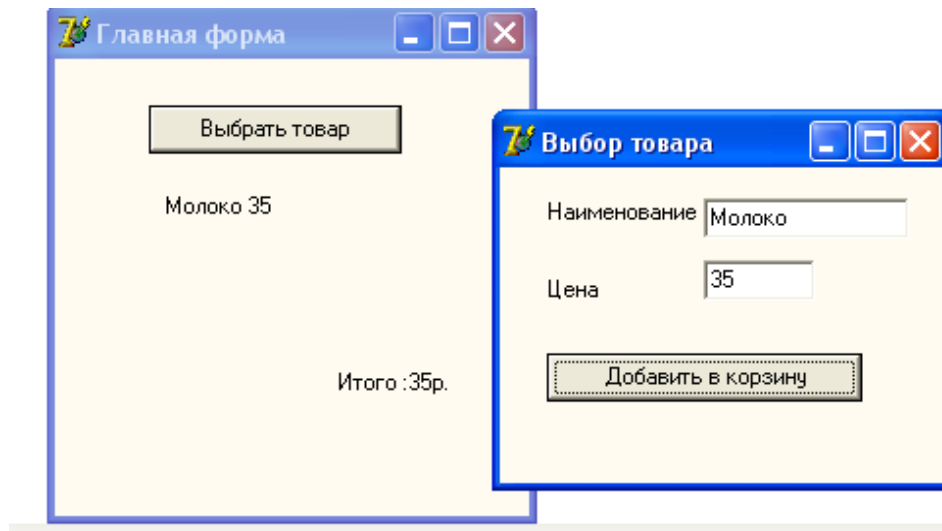 Главная форма
Выбрать товар
Молоко 35
Итого :35р.
Выбор товара
Наименование Молоко
Цена 35
Добавить в корзину